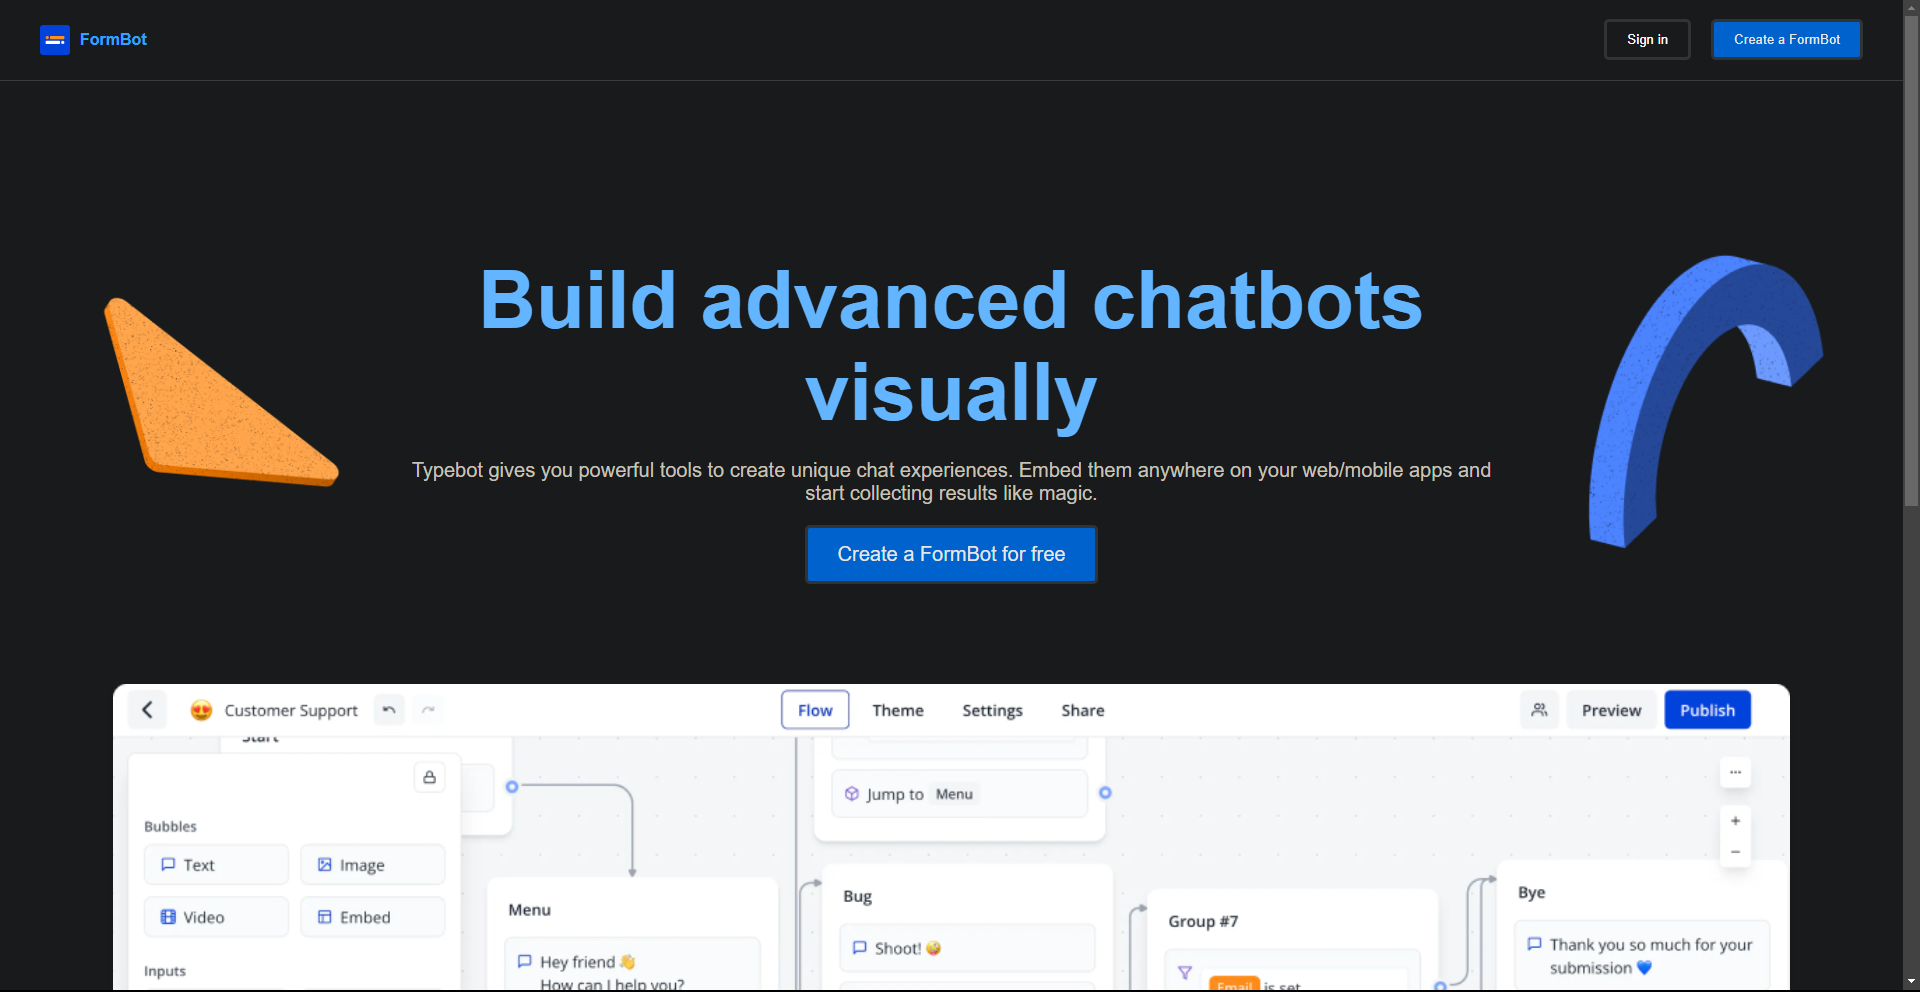 FormBot
Sign in
Create a FormBot
Build advanced chatbots
visually
Typebot gives you powerful tools to create unique chat experiences. Embed them anywhere on your web/mobile apps and
start collecting results like magic.
Create a FormBot for free
😍 Customer Support
Flow
Theme
Settings
Share
Preview
Publish
Start
Jump to Menu
Bubbles
Text
Image
Video
Embed
Inputs
Menu
Hey friend 👋
How can I help you?
Bug
Shoot! 🤪
Group #7
Email is set
Bye
Thank you so much for your
submission 💙